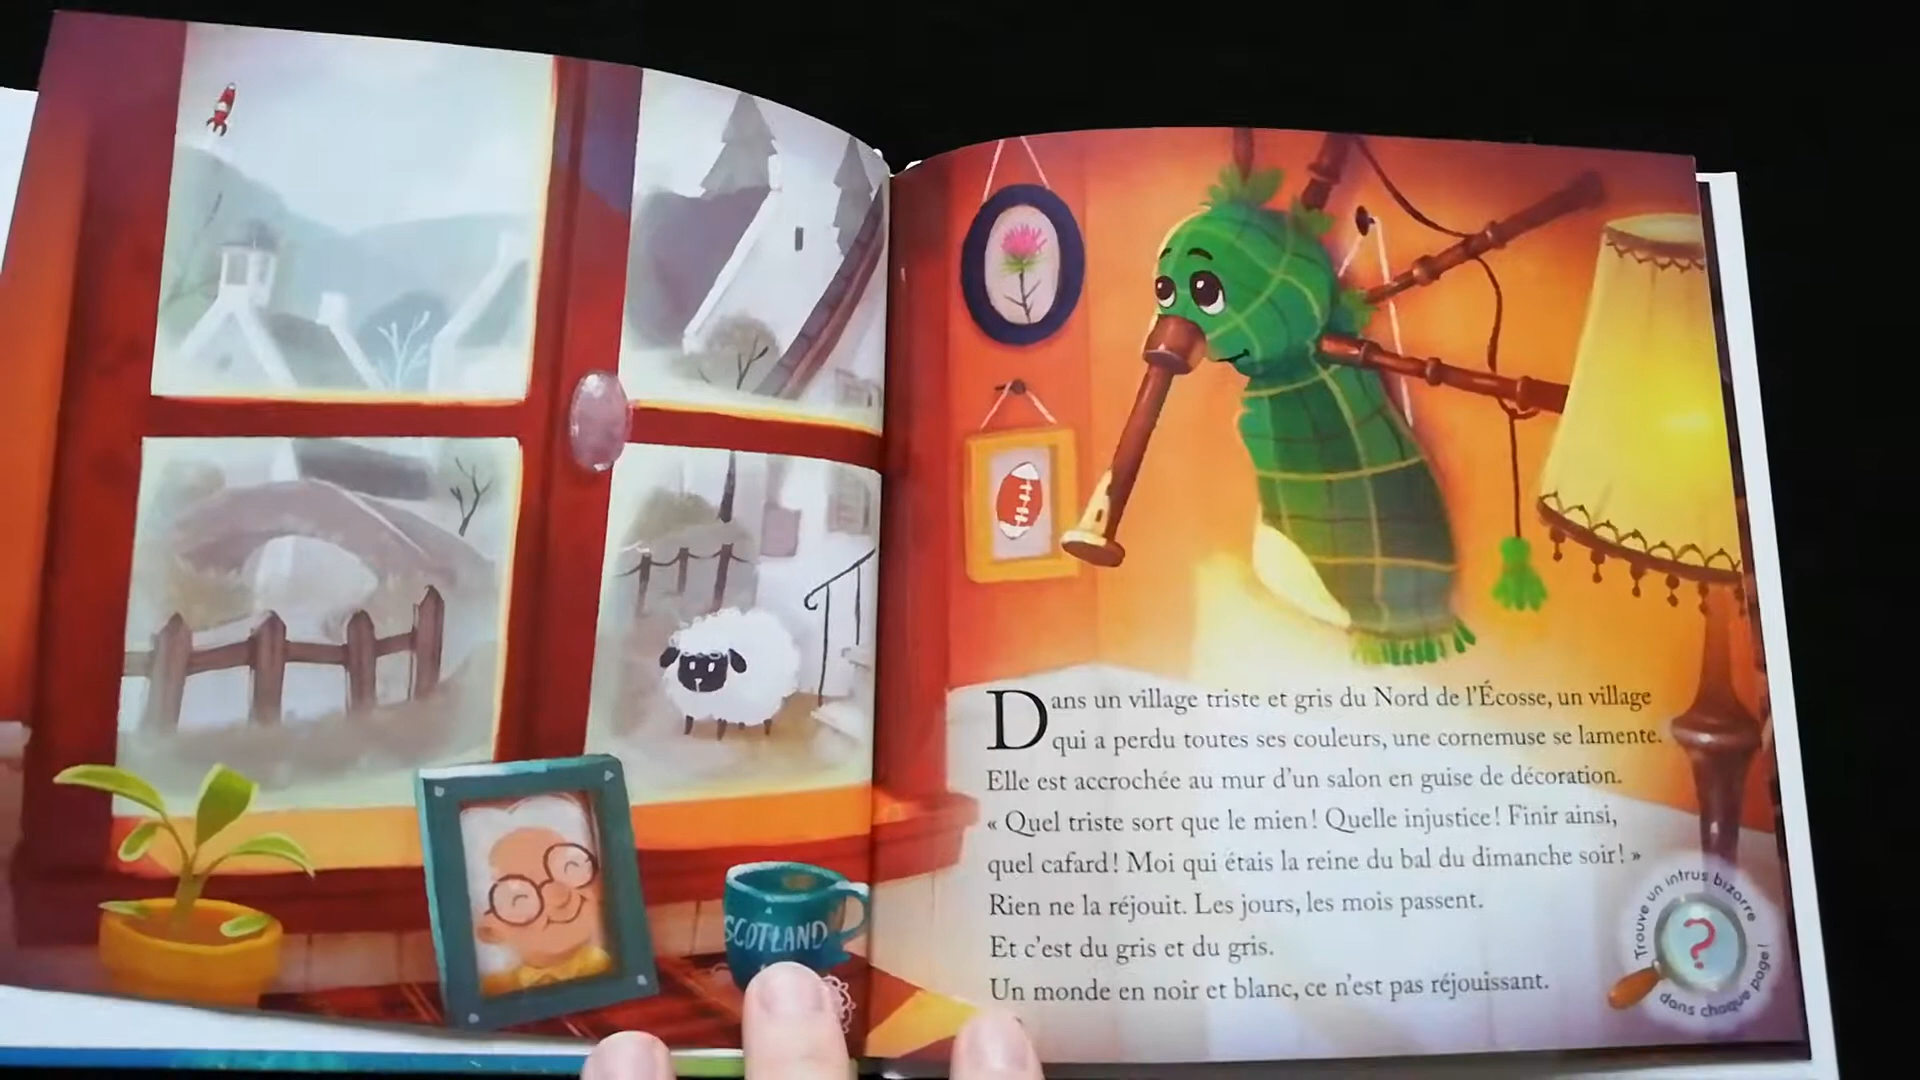 SCOTLAND
Dans un village triste et gris du Nord de l'Écosse, un village
qui a perdu toutes ses couleurs, une cornemuse se lamente.
Elle est accrochée au mur d'un salon en guise de décoration.
« Quel triste sort que le mien ! Quelle injustice ! Finir ainsi,
quel cafard ! Moi qui étais la reine du bal du dimanche soir ! »
Rien ne la réjouit. Les jours, les mois passent.
Et c'est du gris et du gris.
Un monde en noir et blanc, ce n'est pas réjouissant.
Trouve un intrus bizarre
?
dans chaque page !